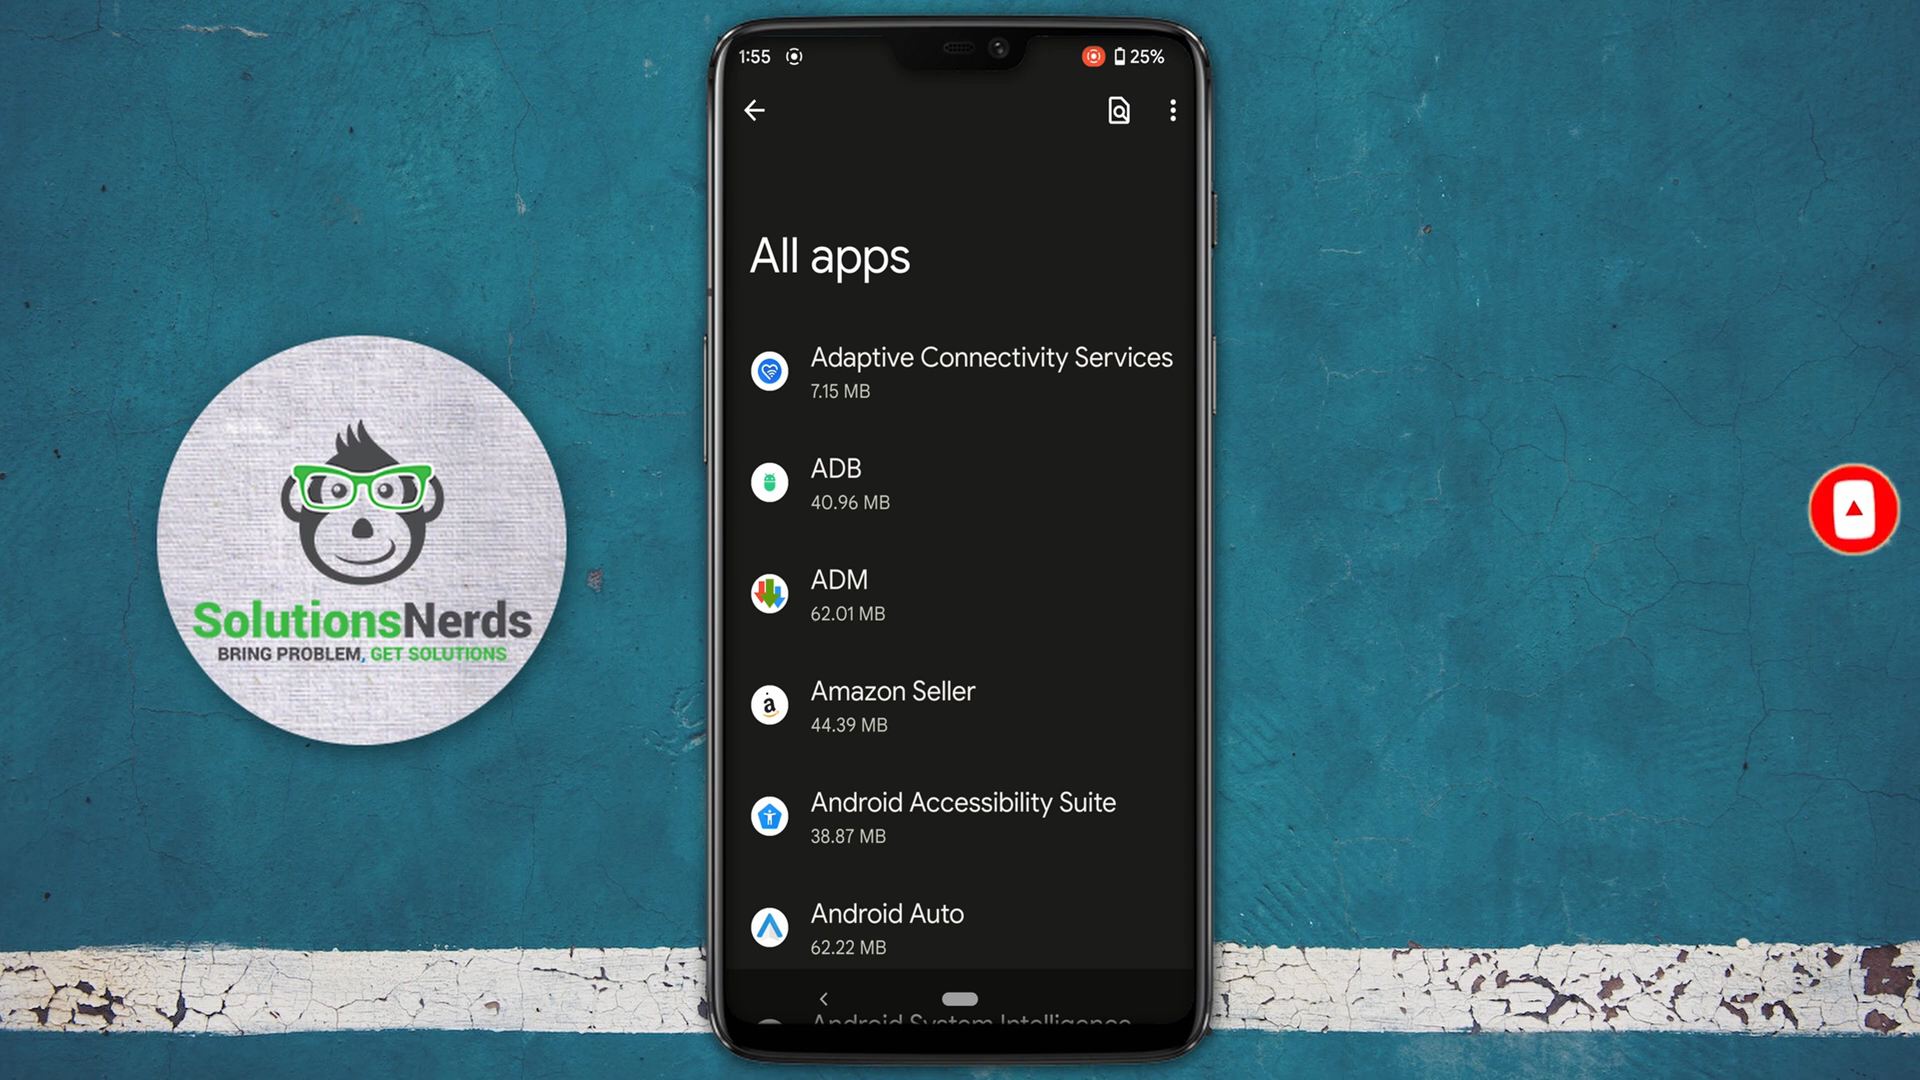 1:55
25%
All apps
Adaptive Connectivity Services
7.15 MB
ADB
40.96 MB
ADM
62.01 MB
Amazon Seller
44.39 MB
Android Accessibility Suite
38.87 MB
Android Auto
62.22 MB
Android System Intelligence
SolutionsNerds
BRING PROBLEM, GET SOLUTIONS